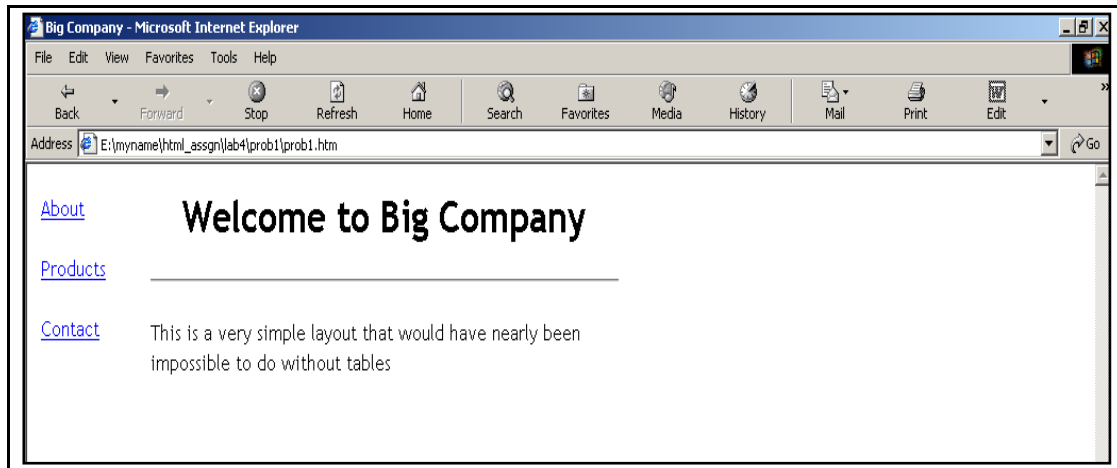 Big Company - Microsoft Internet Explorer
File Edit View Favorites Tools Help
Back Forward Stop Refresh Home Search Favorites Media History Mail Print Edit »
Address E:\myname\html_assgn\lab4\prob1\prob1.htm Go
About
Welcome to Big Company
Products
Contact
This is a very simple layout that would have nearly been
impossible to do without tables